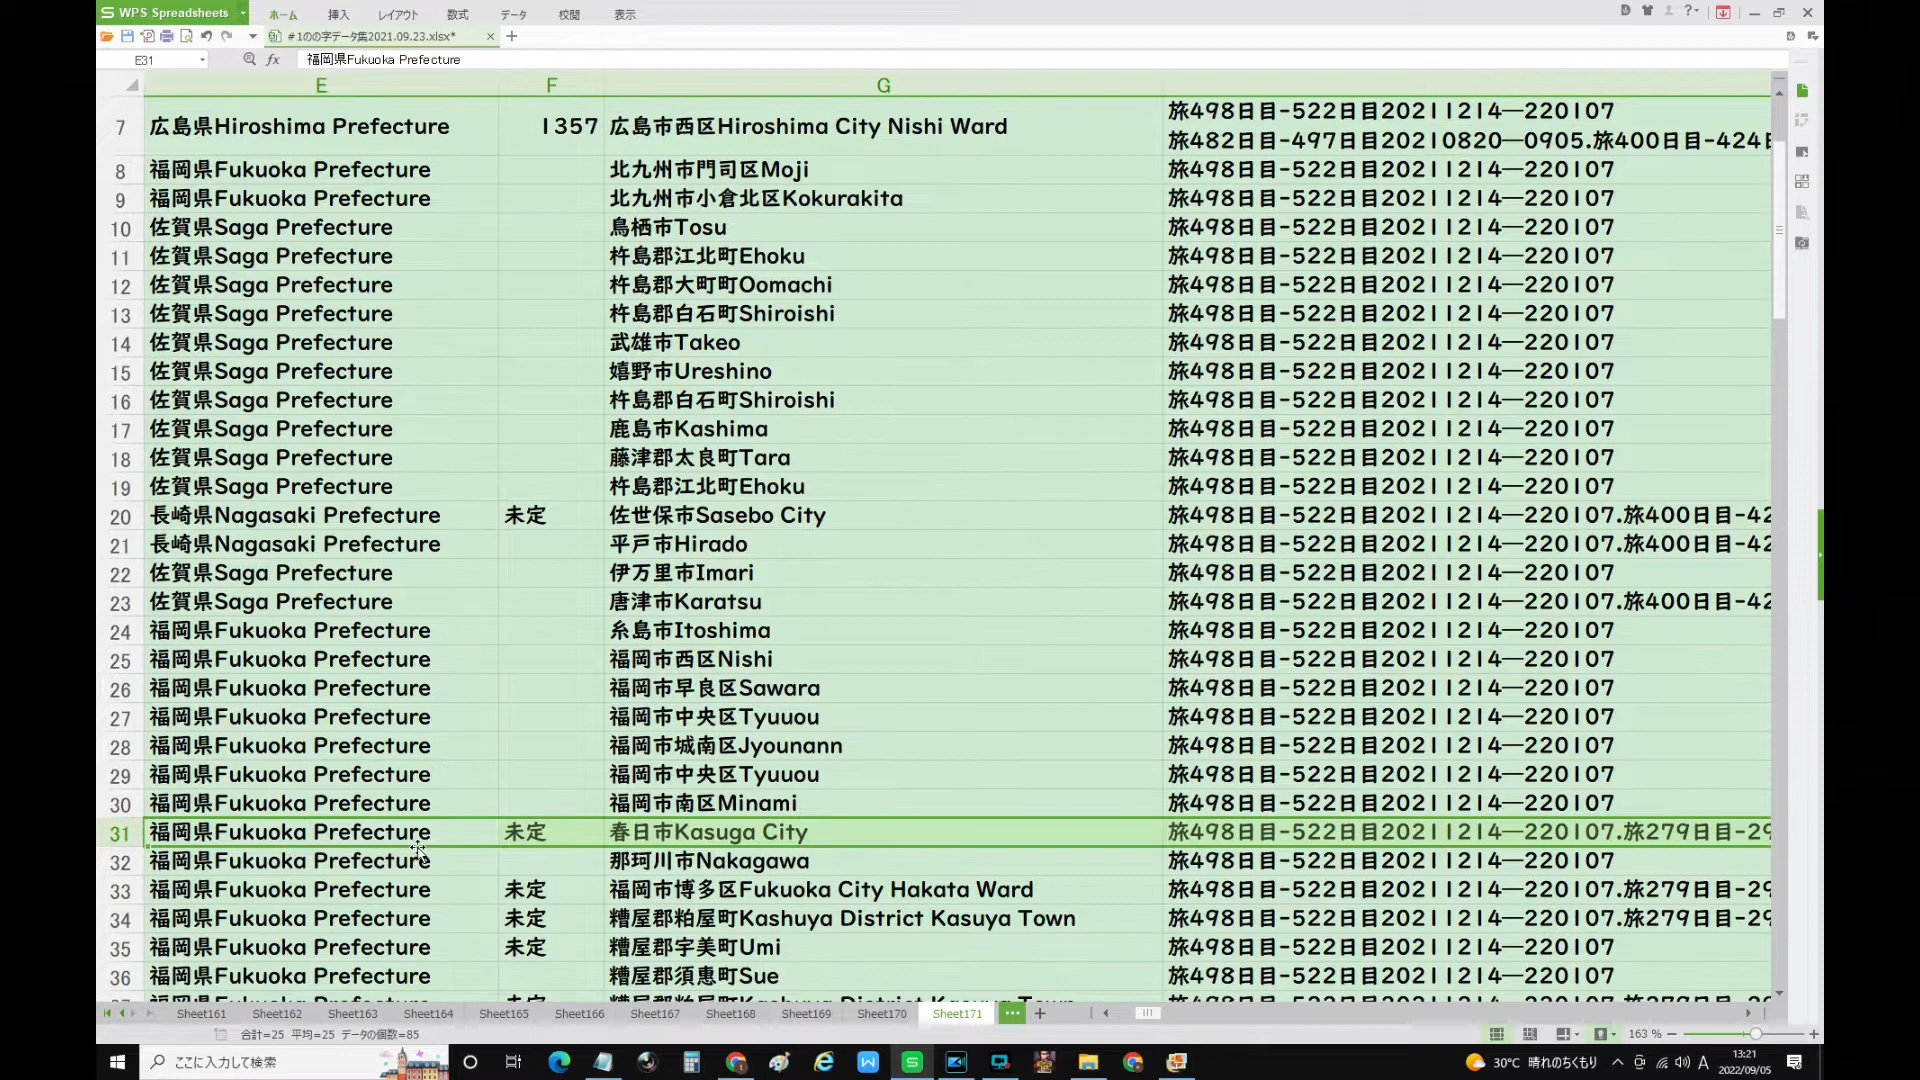 WPS Spreadsheets ホーム 挿入 レイアウト 数式 データ 校閲 表示
#1のの字データ集2021.09.23.xlsx*
E31 fx 福岡県Fukuoka Prefecture
E F G
7 広島県Hiroshima Prefecture 1357 広島市西区Hiroshima City Nishi Ward 旅498日目-522日目20211214―220107
旅482日目-497日目20210820―0905.旅400日目-424
8 福岡県Fukuoka Prefecture 北九州市門司区Moji 旅498日目-522日目20211214―220107
9 福岡県Fukuoka Prefecture 北九州市小倉北区Kokurakita 旅498日目-522日目20211214―220107
10 佐賀県Saga Prefecture 鳥栖市Tosu 旅498日目-522日目20211214―220107
11 佐賀県Saga Prefecture 杵島郡江北町Ehoku 旅498日目-522日目20211214―220107
12 佐賀県Saga Prefecture 杵島郡大町町Oomachi 旅498日目-522日目20211214―220107
13 佐賀県Saga Prefecture 杵島郡白石町Shiroishi 旅498日目-522日目20211214―220107
14 佐賀県Saga Prefecture 武雄市Takeo 旅498日目-522日目20211214―220107
15 佐賀県Saga Prefecture 嬉野市Ureshino 旅498日目-522日目20211214―220107
16 佐賀県Saga Prefecture 杵島郡白石町Shiroishi 旅498日目-522日目20211214―220107
17 佐賀県Saga Prefecture 鹿島市Kashima 旅498日目-522日目20211214―220107
18 佐賀県Saga Prefecture 藤津郡太良町Tara 旅498日目-522日目20211214―220107
19 佐賀県Saga Prefecture 杵島郡江北町Ehoku 旅498日目-522日目20211214―220107
20 長崎県Nagasaki Prefecture 未定 佐世保市Sasebo City 旅498日目-522日目20211214―220107.旅400日目-42
21 長崎県Nagasaki Prefecture 平戸市Hirado 旅498日目-522日目20211214―220107.旅400日目-42
22 佐賀県Saga Prefecture 伊万里市Imari 旅498日目-522日目20211214―220107
23 佐賀県Saga Prefecture 唐津市Karatsu 旅498日目-522日目20211214―220107.旅400日目-42
24 福岡県Fukuoka Prefecture 糸島市Itoshima 旅498日目-522日目20211214―220107
25 福岡県Fukuoka Prefecture 福岡市西区Nishi 旅498日目-522日目20211214―220107
26 福岡県Fukuoka Prefecture 福岡市早良区Sawara 旅498日目-522日目20211214―220107
27 福岡県Fukuoka Prefecture 福岡市中央区Tyuuou 旅498日目-522日目20211214―220107
28 福岡県Fukuoka Prefecture 福岡市城南区Jyounann 旅498日目-522日目20211214―220107
29 福岡県Fukuoka Prefecture 福岡市中央区Tyuuou 旅498日目-522日目20211214―220107
30 福岡県Fukuoka Prefecture 福岡市南区Minami 旅498日目-522日目20211214―220107
31 福岡県Fukuoka Prefecture 未定 春日市Kasuga City 旅498日目-522日目20211214―220107.旅279日目-29
32 福岡県Fukuoka Prefecture 那珂川市Nakagawa 旅498日目-522日目20211214―220107
33 福岡県Fukuoka Prefecture 未定 福岡市博多区Fukuoka City Hakata Ward 旅498日目-522日目20211214―220107.旅279日目-29
34 福岡県Fukuoka Prefecture 未定 糟屋郡粕屋町Kashuya District Kasuya Town 旅498日目-522日目20211214―220107.旅279日目-29
35 福岡県Fukuoka Prefecture 未定 糟屋郡宇美町Umi 旅498日目-522日目20211214―220107
36 福岡県Fukuoka Prefecture 糟屋郡須恵町Sue 旅498日目-522日目20211214―220107
Sheet161 Sheet162 Sheet163 Sheet164 Sheet165 Sheet166 Sheet167 Sheet168 Sheet169 Sheet170 Sheet171
合計=25 平均=25 データの個数=85 163 %
ここに入力して検索 30°C 晴れのちくもり A 13:21
2022/09/05